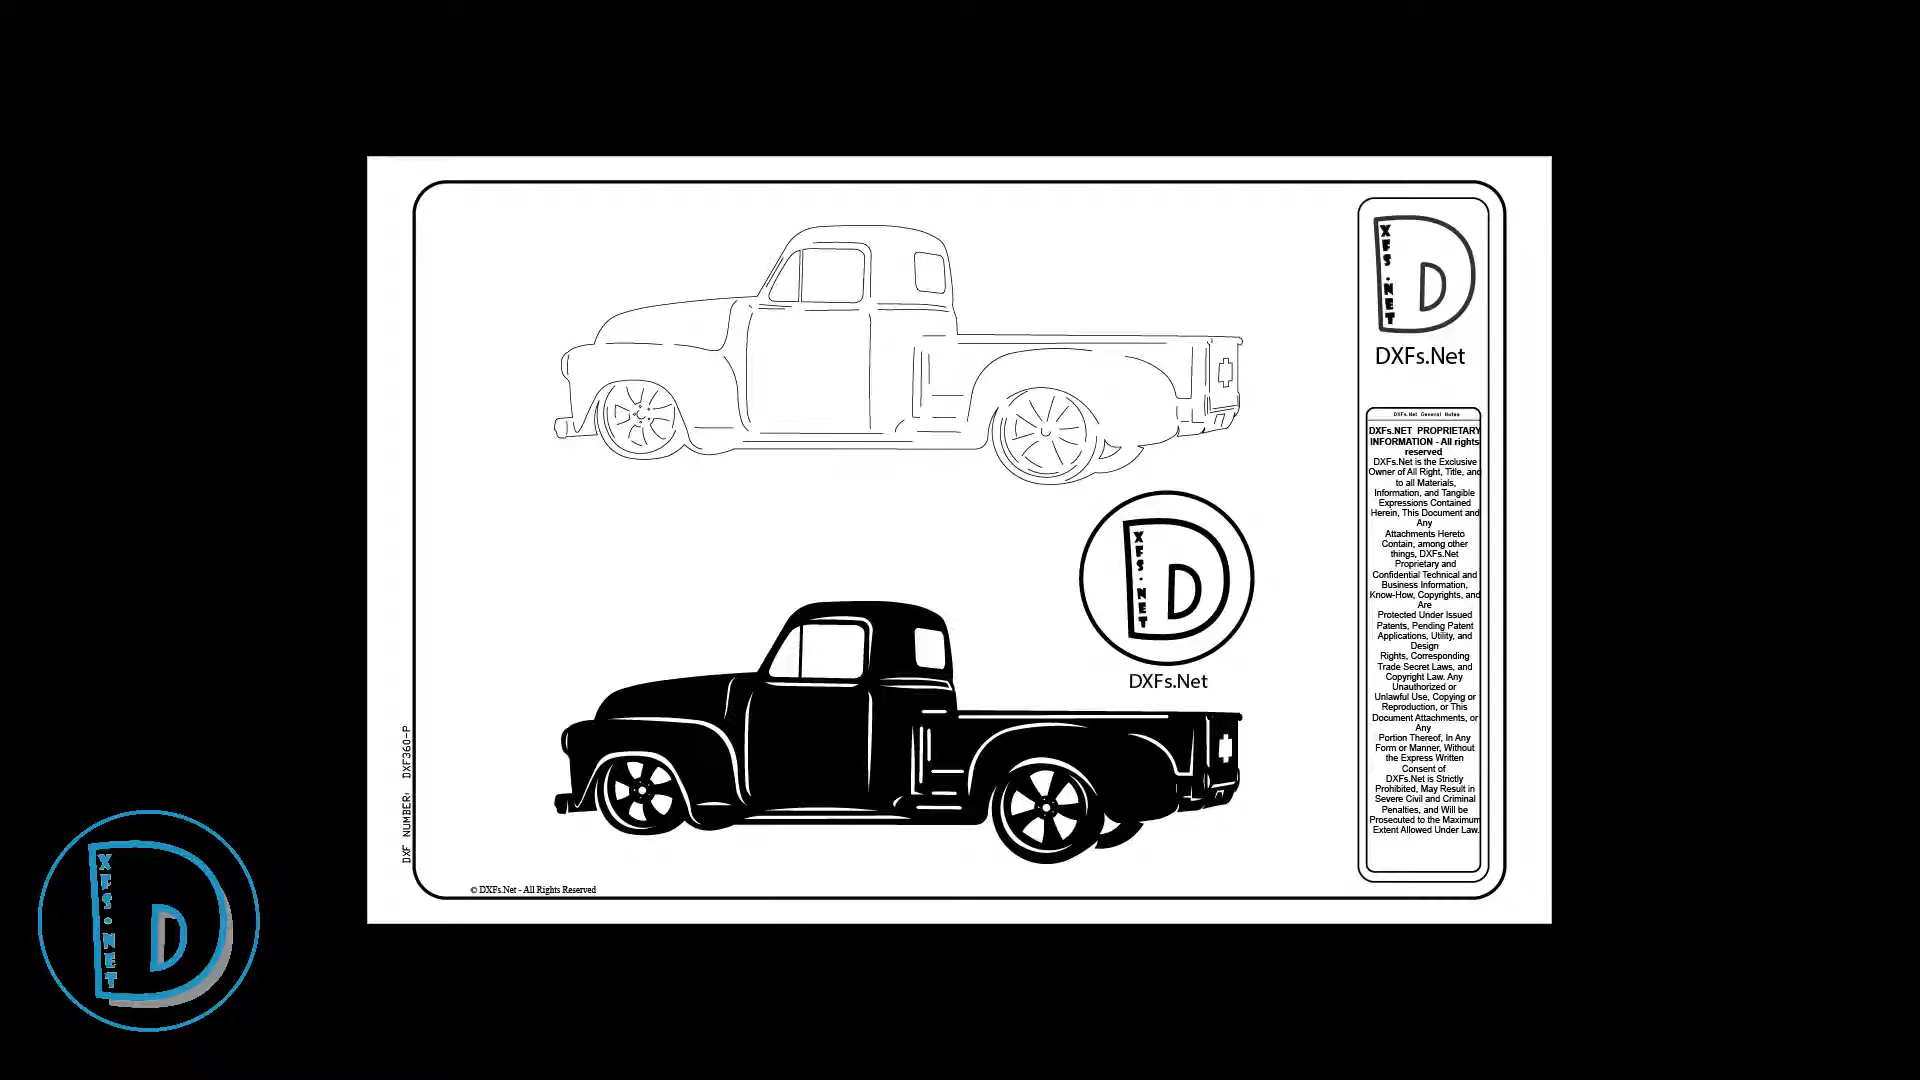 D
XFS.NET
D
DXFs.Net
DXFs.Net General Notes
DXFs.NET PROPRIETARY
INFORMATION - All rights
reserved
DXFs.Net is the Exclusive
Owner of All Right, Title, and
to all Materials,
Information, and Tangible
Expressions Contained
Herein, This Document and
Any
Attachments Hereto
Contain, among other
things, DXFs.Net
Proprietary and
Confidential Technical and
Business Information,
Know-How, Copyrights, and
Are
Protected Under Issued
Patents, Pending Patent
Applications, Utility, and
Design
Rights, Corresponding
Trade Secret Laws, and
Copyright Law. Any
Unauthorized or
Unlawful Use, Copying or
Reproduction, or This
Document Attachments, or
Any
Portion Thereof, In Any
Form or Manner, Without
the Express Written
Consent of
DXFs.Net is Strictly
Prohibited, May Result in
Severe Civil and Criminal
Penalties, and Will be
Prosecuted to the Maximum
Extent Allowed Under Law.
D
XFS.NET
D
DXFs.Net
DXF NUMBER: DXF360-P
© DXFs.Net - All Rights Reserved
D
XFS.NET
D